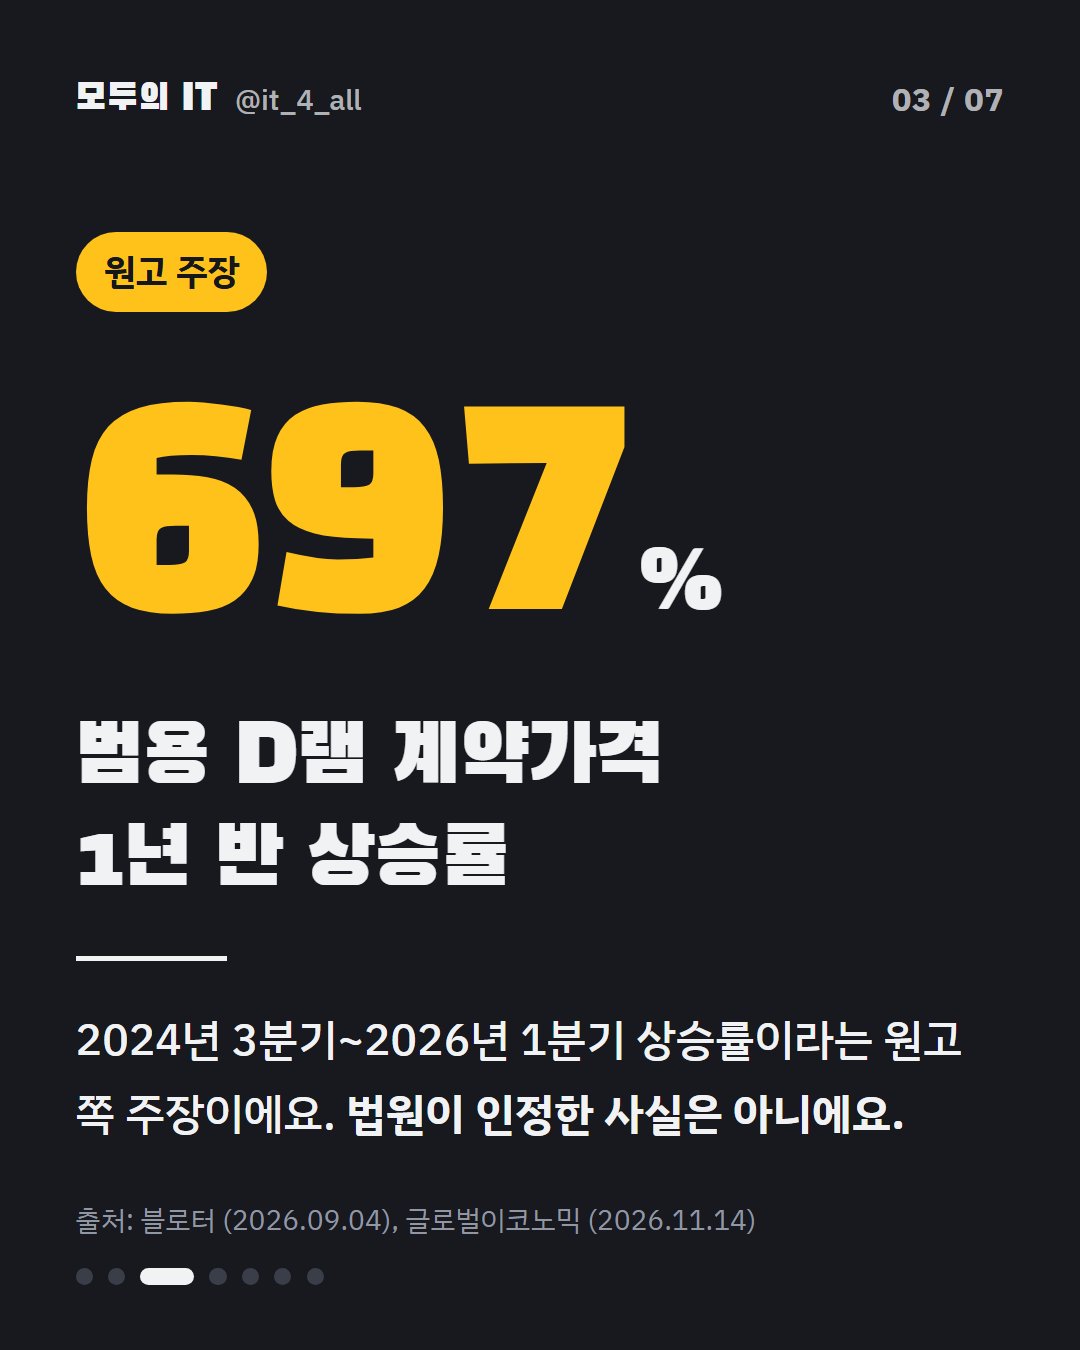 모두의 IT @it_4_all 03 / 07
원고 주장
697%
범용 D램 계약가격
1년 반 상승률
2024년 3분기~2026년 1분기 상승률이라는 원고
쪽 주장이에요. 법원이 인정한 사실은 아니에요.
출처: 블로터 (2026.09.04), 글로벌이코노믹 (2026.11.14)